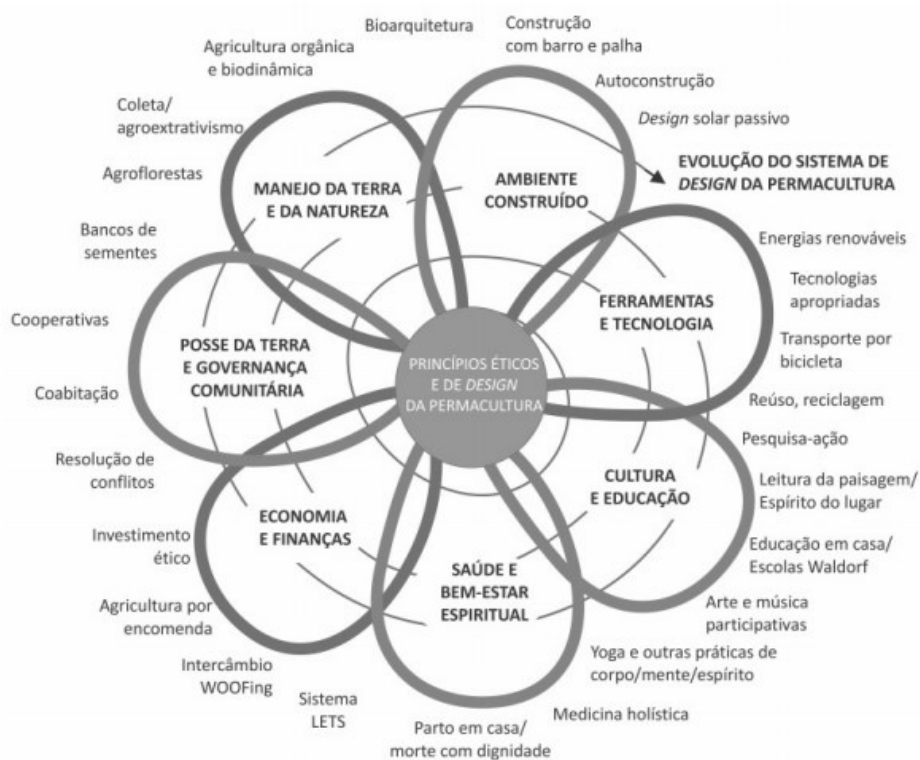 Bioarquitetura
Construção
com barro e palha
Agricultura orgânica
e biodinâmica
Autoconstrução
Coleta/
agroextrativismo
Design solar passivo
EVOLUÇÃO DO SISTEMA DE
DESIGN DA PERMACULTURA
Agroflorestas
MANEJO DA TERRA
E DA NATUREZA
AMBIENTE
CONSTRUÍDO
Bancos de
sementes
Energias renováveis
Tecnologias
apropriadas
FERRAMENTAS
E TECNOLOGIA
Cooperativas
POSSE DA TERRA
E GOVERNANÇA
COMUNITÁRIA
PRINCÍPIOS ÉTICOS
E DE DESIGN
DA PERMACULTURA
Transporte por
bicicleta
Coabitação
Reúso, reciclagem
Pesquisa-ação
Resolução de
conflitos
CULTURA
E EDUCAÇÃO
Leitura da paisagem/
Espírito do lugar
ECONOMIA
E FINANÇAS
Investimento
ético
Educação em casa/
Escolas Waldorf
SAÚDE E
BEM-ESTAR
ESPIRITUAL
Agricultura por
encomenda
Arte e música
participativas
Intercâmbio
WOOFing
Yoga e outras práticas de
corpo/mente/espírito
Sistema
LETS
Medicina holística
Parto em casa/
morte com dignidade